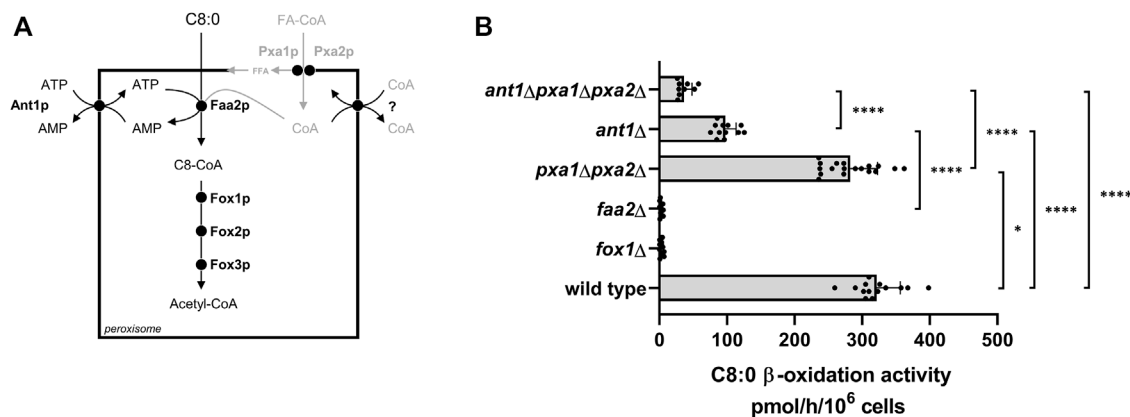 A
C8:0
FA-CoA
Pxa1p Pxa2p
FFA
ATP ATP CoA
Ant1p Faa2p ?
AMP AMP CoA CoA
C8-CoA
Fox1p
Fox2p
Fox3p
Acetyl-CoA
peroxisome
B
ant1Δpxa1Δpxa2Δ
ant1Δ
pxa1Δpxa2Δ
faa2Δ
fox1Δ
wild type
****
****
****
****
*
****
0 100 200 300 400 500
C8:0 β-oxidation activity
pmol/h/10⁶ cells